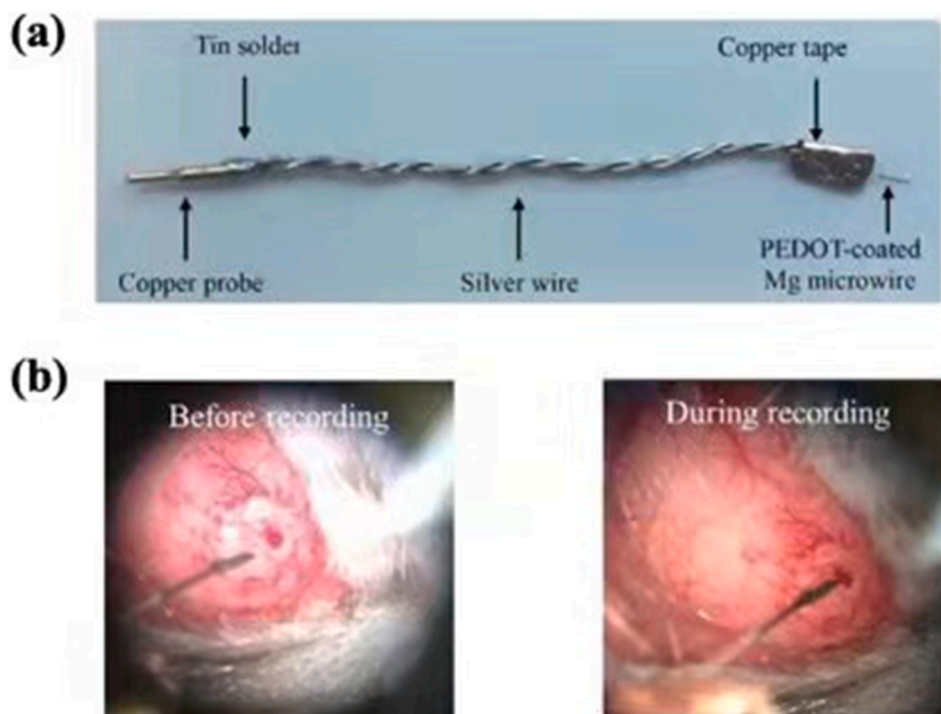 (a)
Tin solder
Copper tape
Copper probe
Silver wire
PEDOT-coated
Mg microwire
(b)
Before recording
During recording